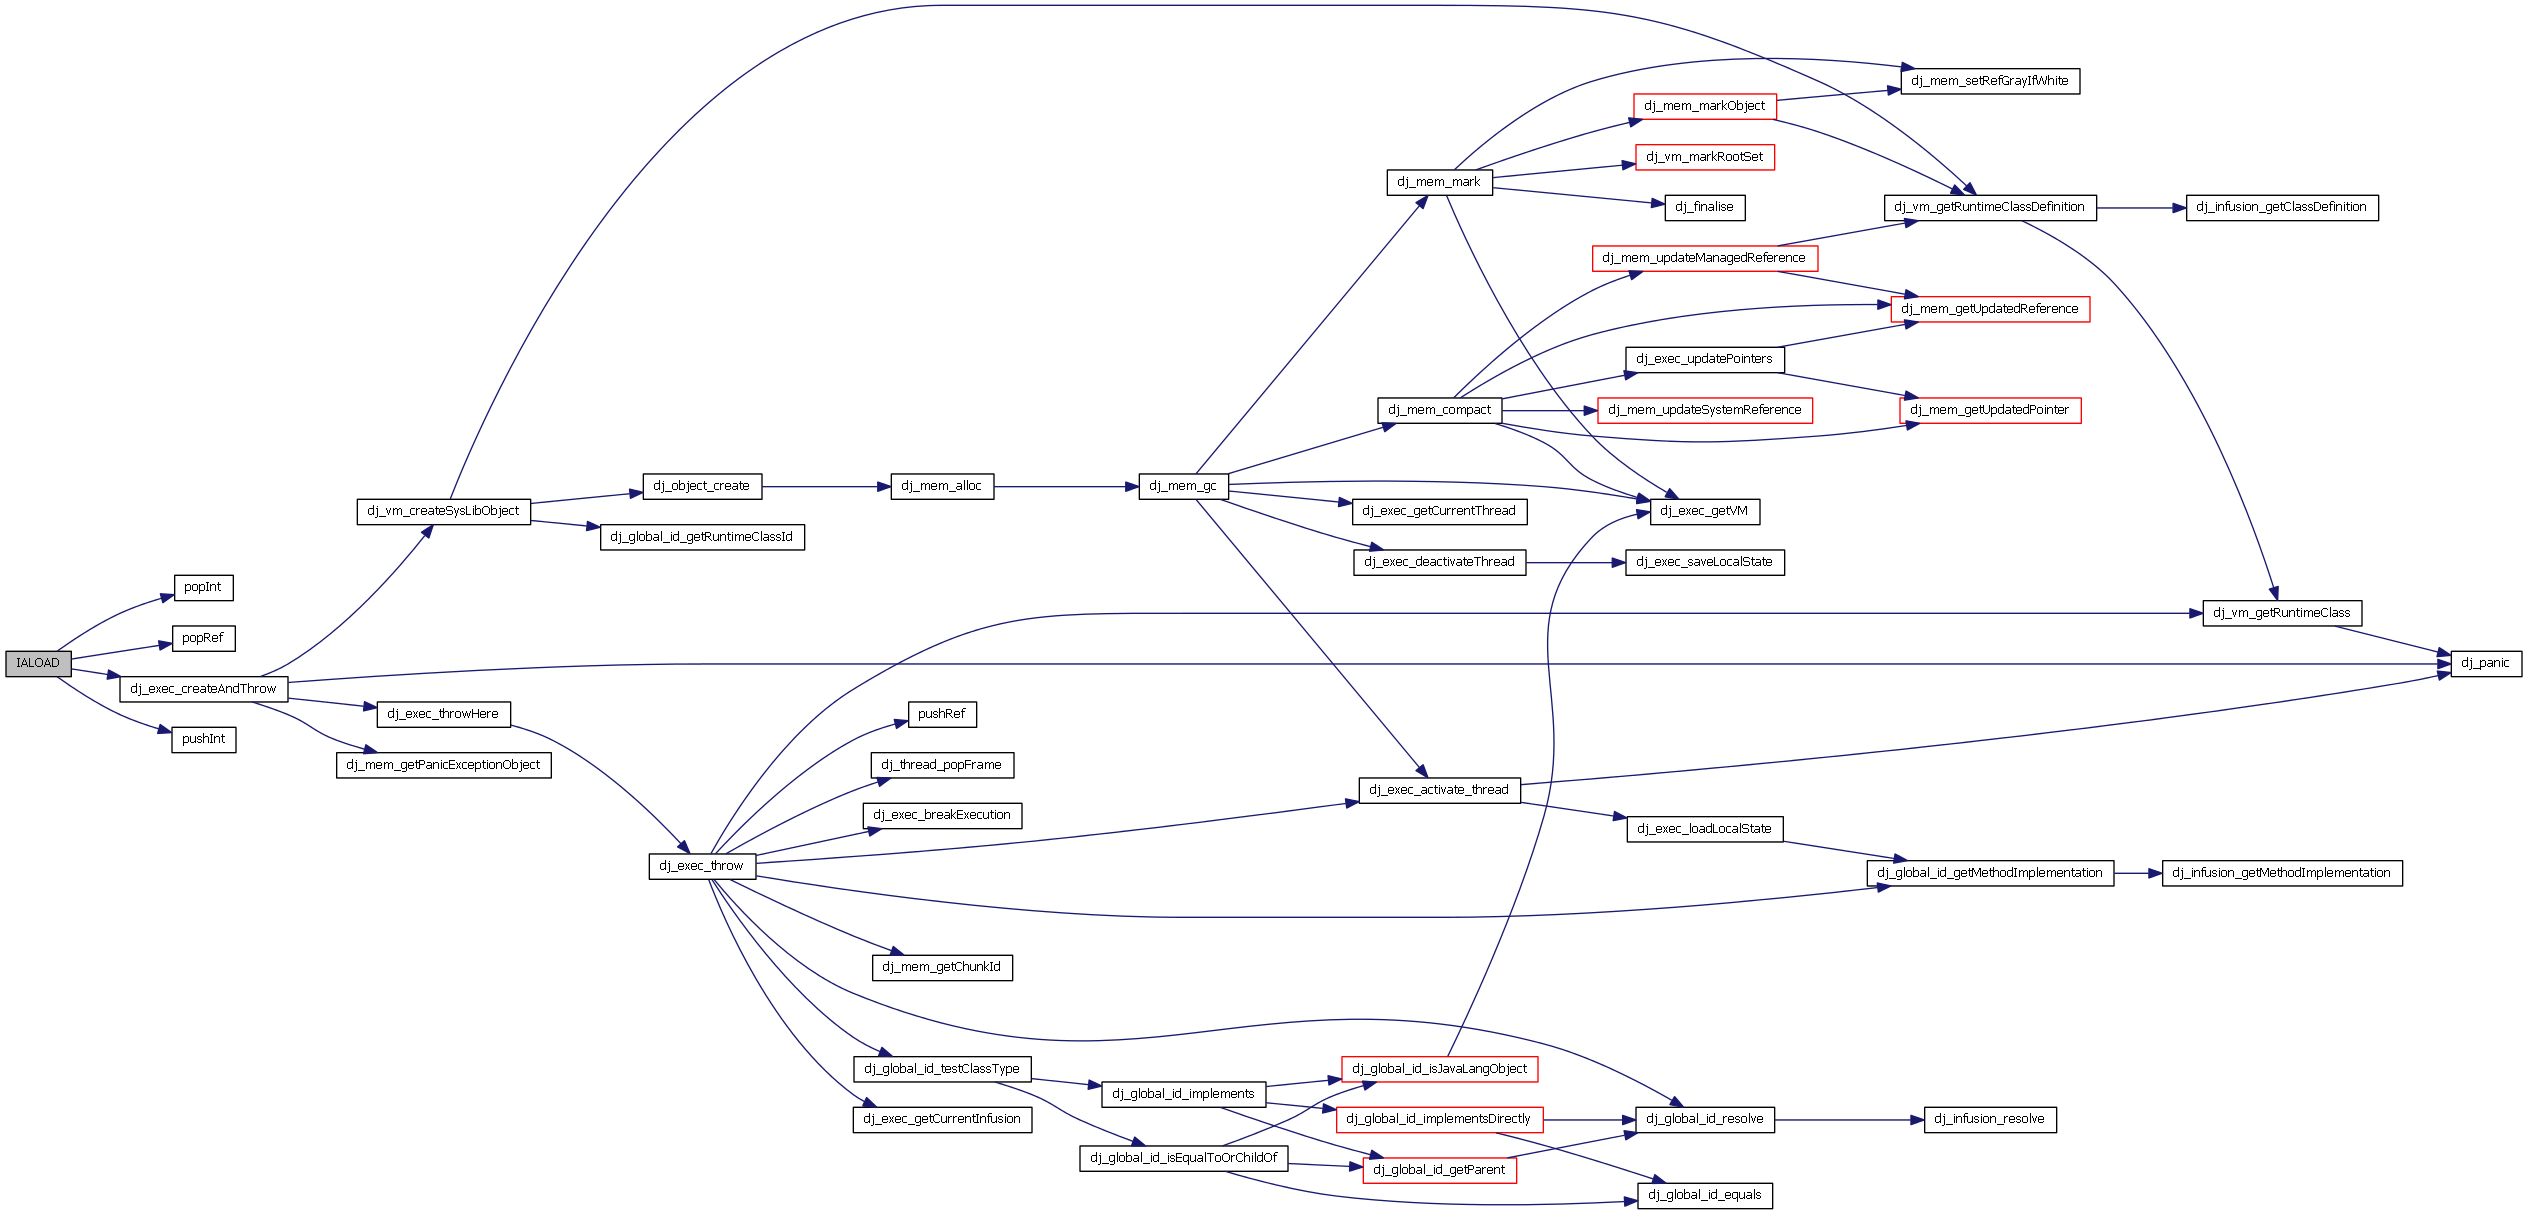 IALOAD
popInt
popRef
dj_exec_createAndThrow
pushInt
dj_vm_createSysLibObject
dj_exec_throwHere
dj_mem_getPanicExceptionObject
dj_object_create
dj_global_id_getRuntimeClassId
dj_exec_throw
dj_mem_alloc
pushRef
dj_thread_popFrame
dj_exec_breakExecution
dj_mem_getChunkId
dj_global_id_testClassType
dj_exec_getCurrentInfusion
dj_mem_gc
dj_global_id_implements
dj_global_id_isEqualToOrChildOf
dj_mem_mark
dj_mem_compact
dj_exec_getCurrentThread
dj_exec_deactivateThread
dj_exec_activate_thread
dj_global_id_isJavaLangObject
dj_global_id_implementsDirectly
dj_global_id_getParent
dj_mem_markObject
dj_vm_markRootSet
dj_finalise
dj_mem_updateManagedReference
dj_exec_updatePointers
dj_mem_updateSystemReference
dj_exec_getVM
dj_exec_saveLocalState
dj_exec_loadLocalState
dj_global_id_resolve
dj_global_id_equals
dj_mem_setRefGrayIfWhite
dj_vm_getRuntimeClassDefinition
dj_mem_getUpdatedReference
dj_mem_getUpdatedPointer
dj_global_id_getMethodImplementation
dj_infusion_resolve
dj_infusion_getClassDefinition
dj_vm_getRuntimeClass
dj_infusion_getMethodImplementation
dj_panic